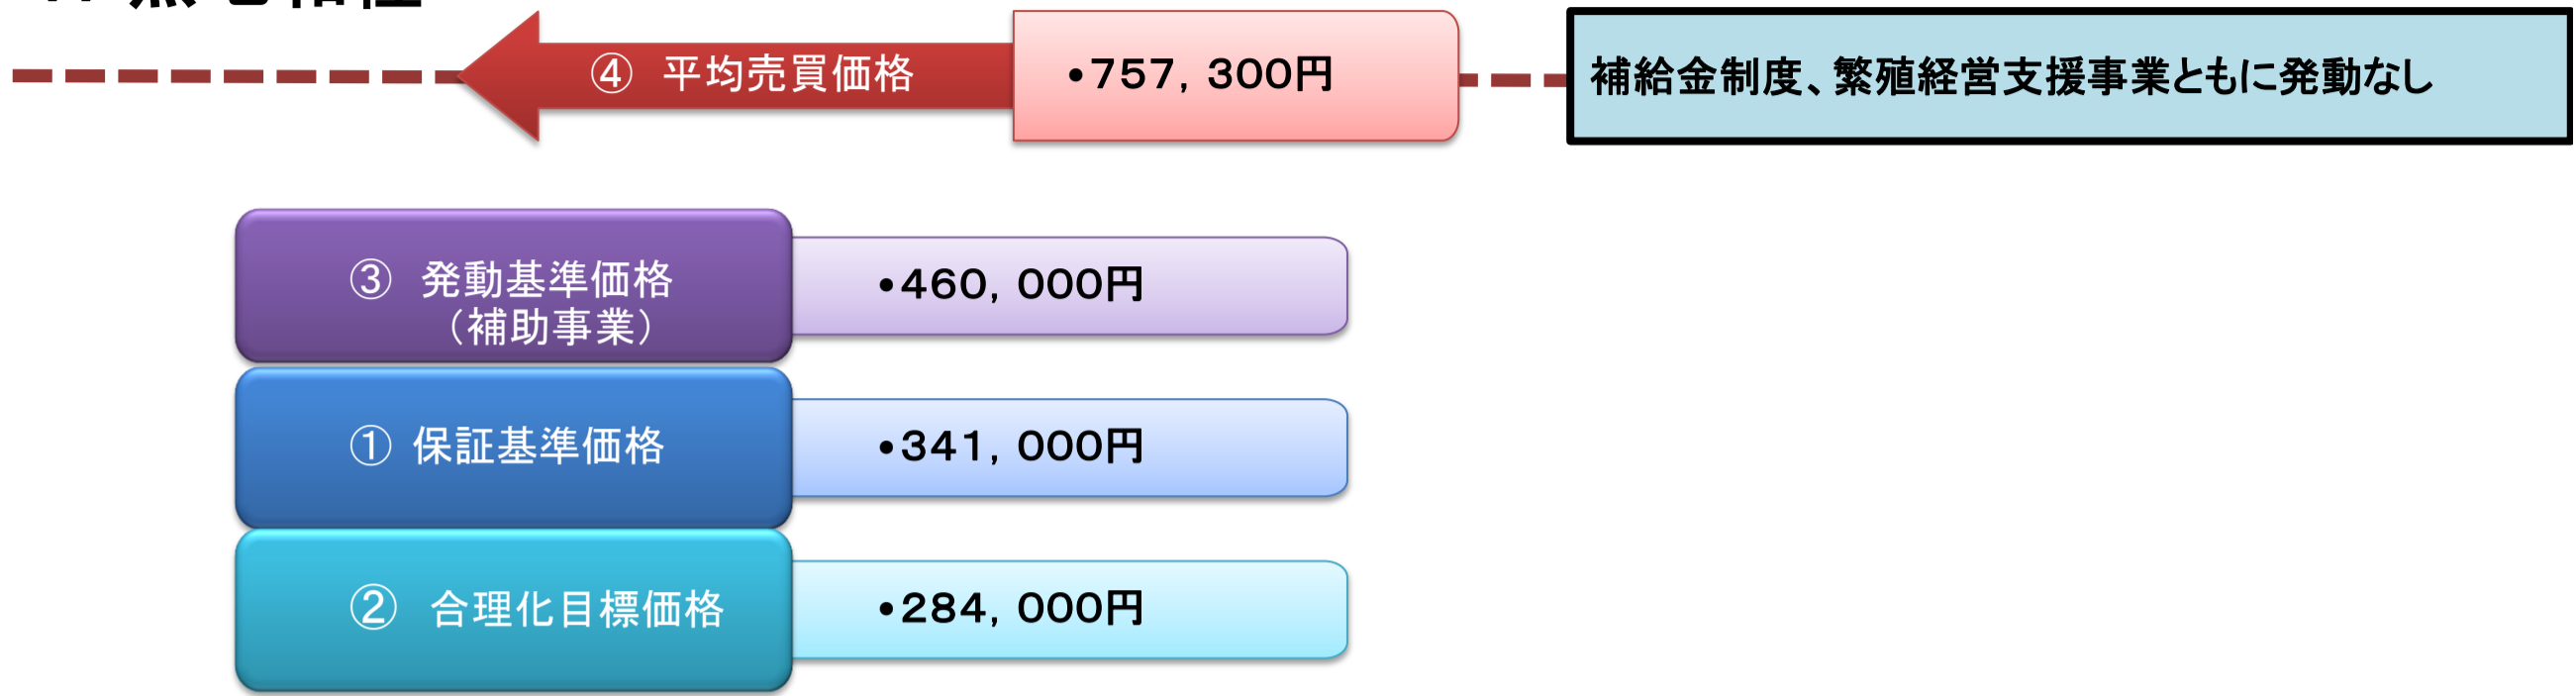 ④ 平均売買価格
•757，300円
補給金制度、繁殖経営支援事業ともに発動なし
③ 発動基準価格
（補助事業）
•460，000円
① 保証基準価格
•341，000円
② 合理化目標価格
•284，000円